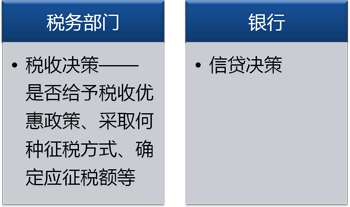 税务部门
• 税收决策——
是否给予税收优
惠政策、采取何
种征税方式、确
定应征税额等
银行
• 信贷决策